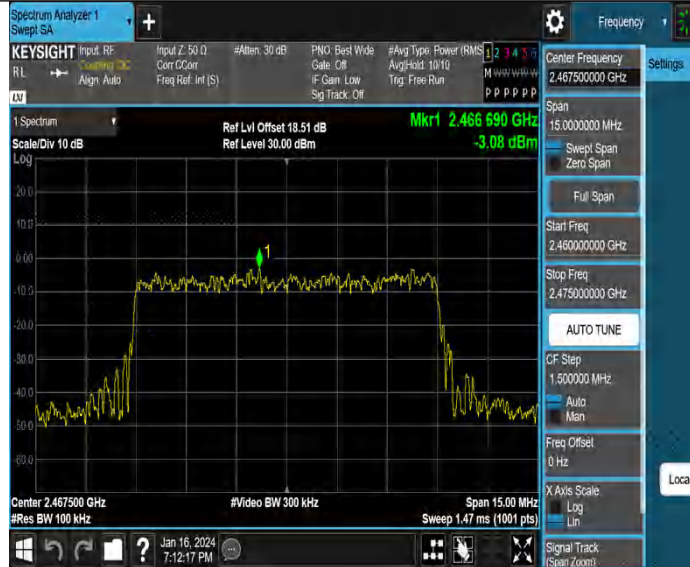 Spectrum Analyzer 1
Swept SA
+
Frequency
KEYSIGHT
Input: RF
Coupling: DC
Align: Auto
Input Z: 50 Ω
Corr CCorr
Freq Ref: Int (S)
#Atten: 30 dB
PNO: Best Wide
Gate: Off
IF Gain: Low
Sig Track: Off
#Avg Type: Power (RMS
Avg|Hold: 10/10
Trig: Free Run
1 2 3 4 5 6
M W W W W W
P P P P P P
RL
LXI
1 Spectrum
Scale/Div 10 dB
Ref Lvl Offset 18.51 dB
Ref Level 30.00 dBm
Mkr1 2.466 690 GHz
-3.08 dBm
Log
20.0
10.0
0.00
-10.0
-20.0
-30.0
-40.0
-50.0
-60.0
1
Center 2.467500 GHz
#Res BW 100 kHz
#Video BW 300 kHz
Span 15.00 MHz
Sweep 1.47 ms (1001 pts)
?
Jan 16, 2024
7:12:17 PM
Center Frequency
2.467500000 GHz
Span
15.0000000 MHz
Swept Span
Zero Span
Full Span
Start Freq
2.460000000 GHz
Stop Freq
2.475000000 GHz
AUTO TUNE
CF Step
1.500000 MHz
Auto
Man
Freq Offset
0 Hz
X Axis Scale
Log
Lin
Signal Track
(Span Zoom)
Settings
Loca